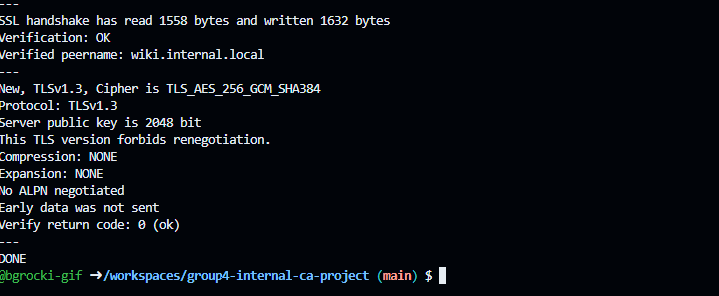 ---
SSL handshake has read 1558 bytes and written 1632 bytes
Verification: OK
Verified peername: wiki.internal.local
---
New, TLSv1.3, Cipher is TLS_AES_256_GCM_SHA384
Protocol: TLSv1.3
Server public key is 2048 bit
This TLS version forbids renegotiation.
Compression: NONE
Expansion: NONE
No ALPN negotiated
Early data was not sent
Verify return code: 0 (ok)
---
DONE
@bgrocki-gif ➜/workspaces/group4-internal-ca-project (main) $